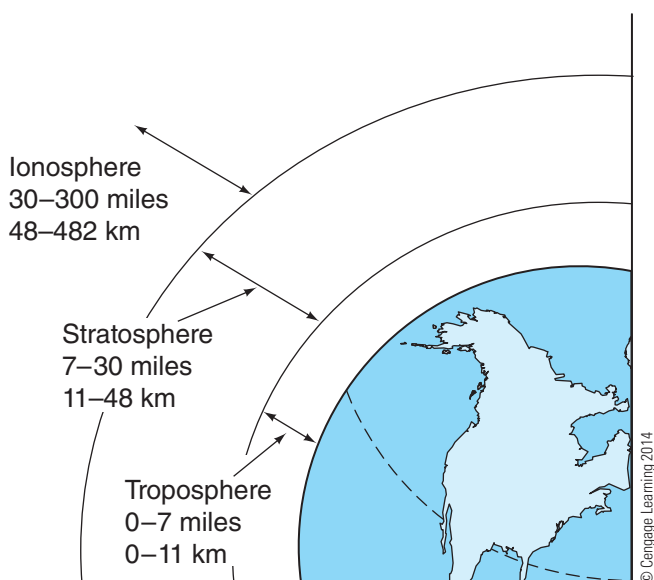 Ionosphere
30–300 miles
48–482 km
Stratosphere
7–30 miles
11–48 km
Troposphere
0–7 miles
0–11 km
© Cengage Learning 2014